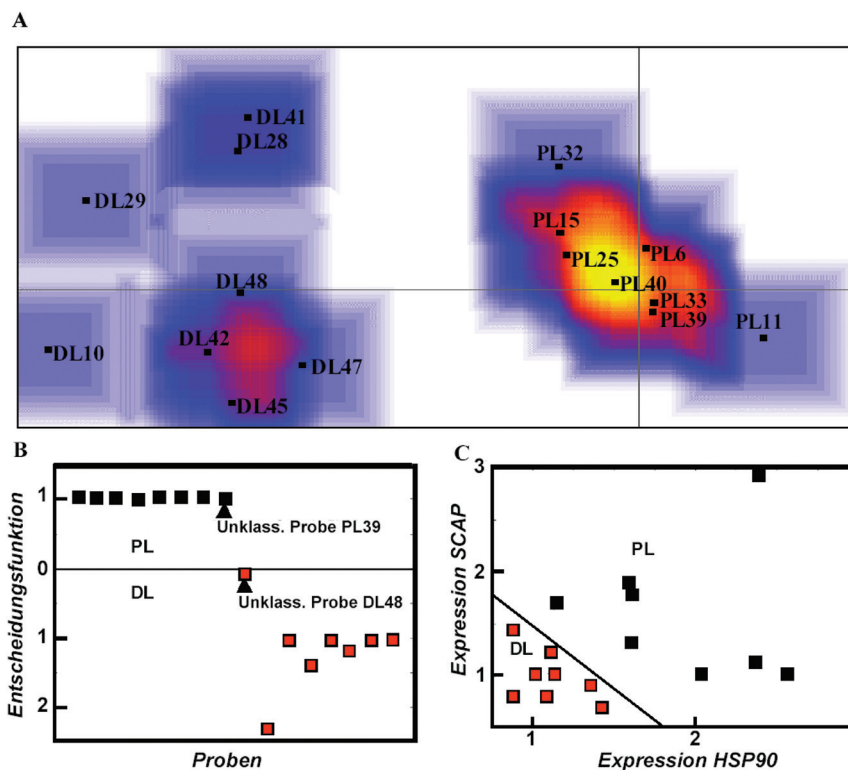 A
DL41
DL28
DL29
PL32
PL15
PL6
PL25
PL40
DL48
PL33
PL39
PL11
DL42
DL10
DL47
DL45
B
Entscheidungsfunktion
1
0
1
2
PL
DL
Unklass. Probe PL39
Unklass. Probe DL48
Proben
C
Expression SCAP
3
2
1
PL
DL
1 2
Expression HSP90